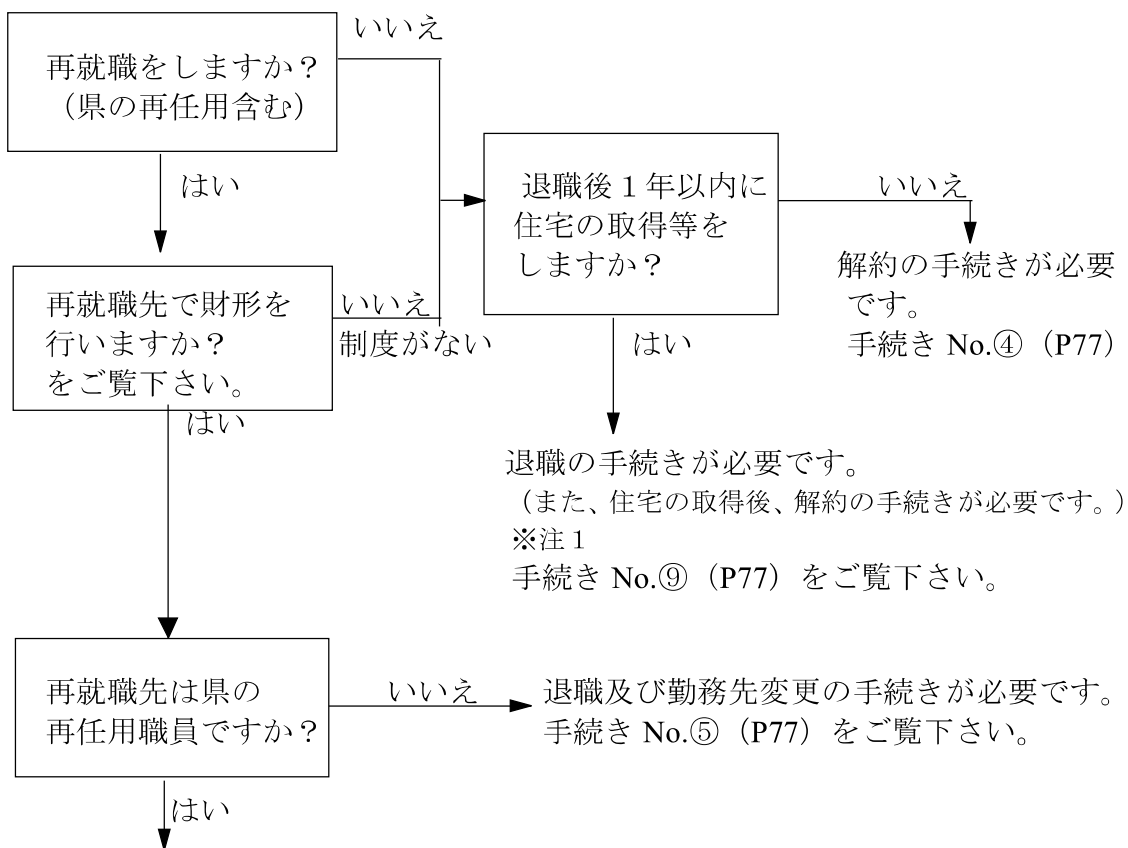 いいえ
再就職をしますか？
（県の再任用含む）
はい
退職後１年以内に
住宅の取得等を
しますか？
いいえ
解約の手続きが必要
です。
手続き No.④（P77）
再就職先で財形を
行いますか？
をご覧下さい。
いいえ
制度がない
はい
はい
退職の手続きが必要です。
（また、住宅の取得後、解約の手続きが必要です。）
※注１
手続き No.⑨（P77）をご覧下さい。
再就職先は県の
再任用職員ですか？
いいえ
退職及び勤務先変更の手続きが必要です。
手続き No.⑤（P77）をご覧下さい。
はい